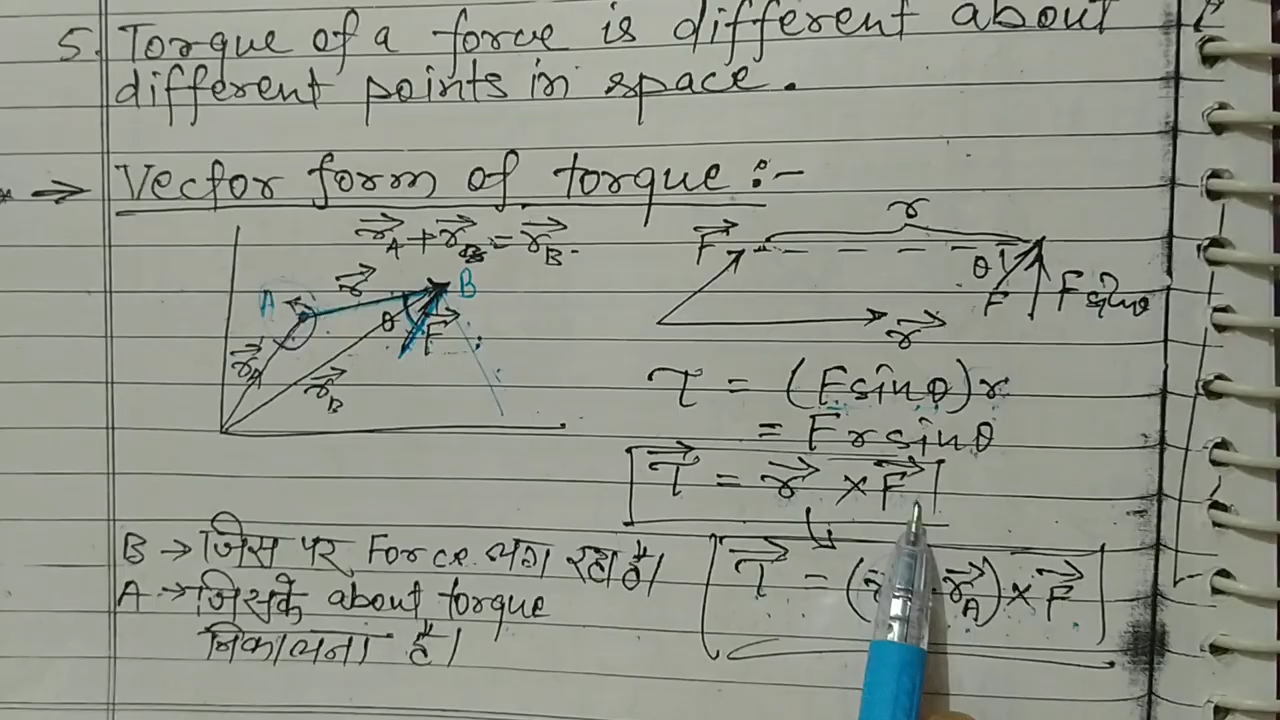 5. Torque of a force is different about
different points in space.
⇒ Vector form of torque :-
r⃗A + r⃗ = r⃗B
A r⃗ B
θ F⃗
r⃗A
r⃗B
F⃗ r
θ F F sinθ
r⃗
τ = (F sinθ) r
= F r sinθ
τ⃗ = r⃗ × F⃗
τ⃗ = ( r⃗A) × F⃗
B → जिस पर Force लग रहा है।
A → जिसके about torque
निकालना है।